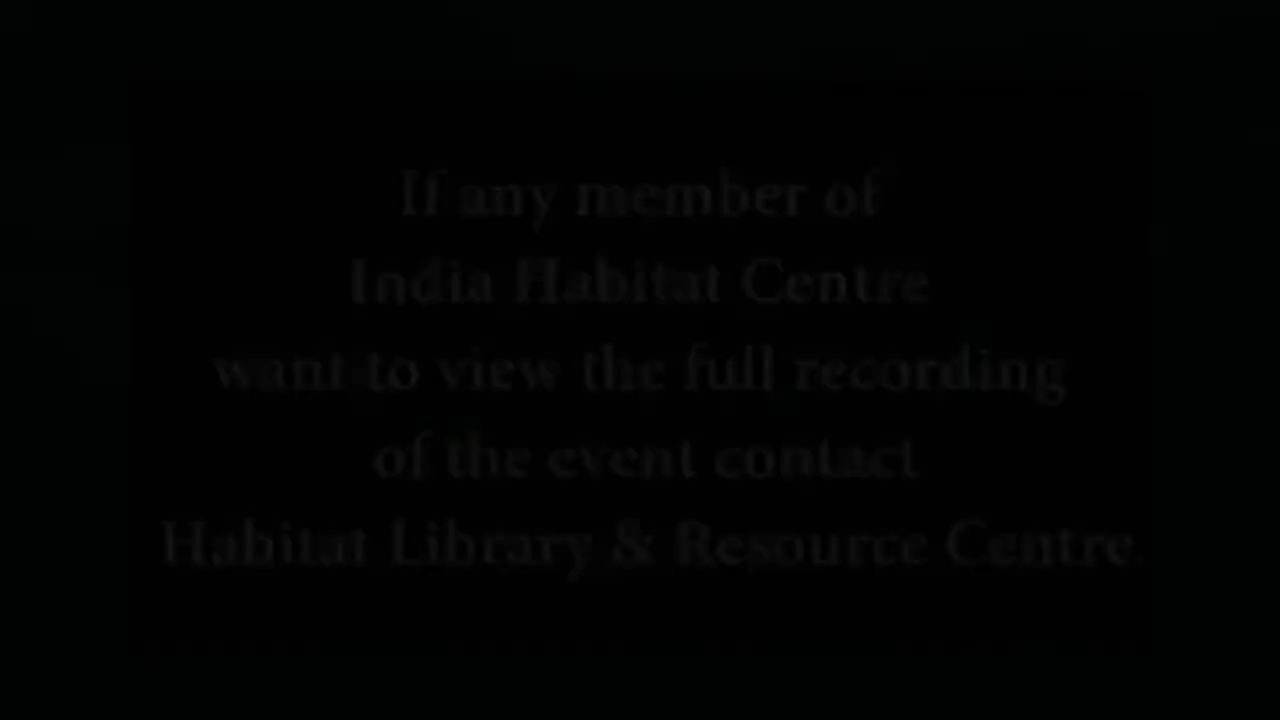 If any member of
India Habitat Centre
want to view the full recording
of the event contact
Habitat Library & Resource Centre.